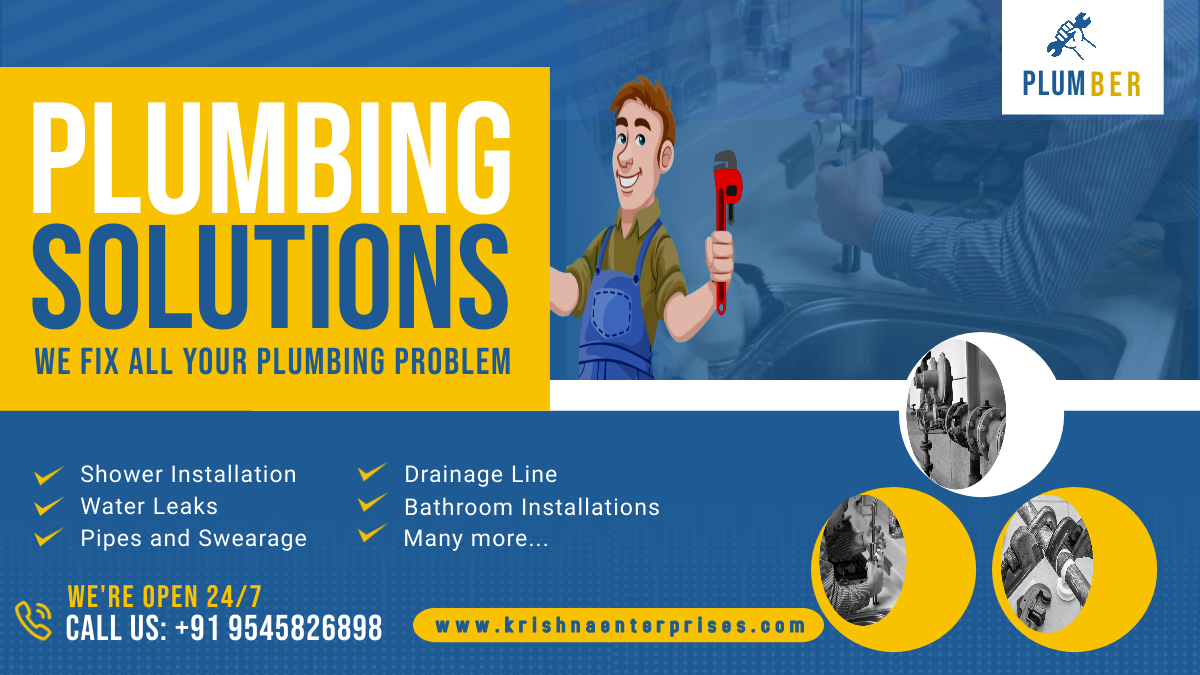 PLUMBER
PLUMBING
SOLUTIONS
WE FIX ALL YOUR PLUMBING PROBLEM
Shower Installation
Water Leaks
Pipes and Swearage
Drainage Line
Bathroom Installations
Many more...
WE'RE OPEN 24/7
CALL US: +91 9545826898
www.krishnaenterprises.com